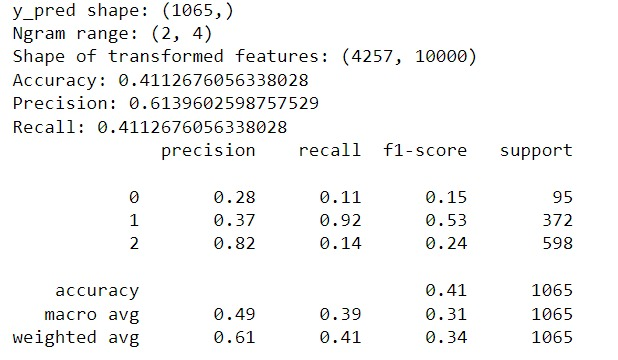 y_pred shape: (1065,)
Ngram range: (2, 4)
Shape of transformed features: (4257, 10000)
Accuracy: 0.4112676056338028
Precision: 0.6139602598757529
Recall: 0.4112676056338028
precision recall f1-score support
0 0.28 0.11 0.15 95
1 0.37 0.92 0.53 372
2 0.82 0.14 0.24 598
accuracy 0.41 1065
macro avg 0.49 0.39 0.31 1065
weighted avg 0.61 0.41 0.34 1065